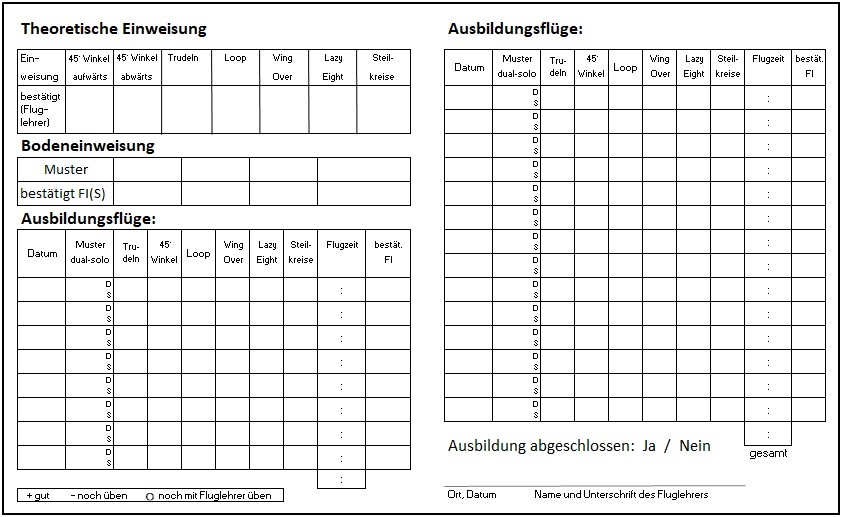 Theoretische Einweisung
Ein- 45° Winkel 45° Winkel Trudeln Loop Wing Lazy Steil-
weisung aufwärts abwärts Over Eight kreise
bestätigt
(Flug-
lehrer)
Bodeneinweisung
Muster
bestätigt FI(S)
Ausbildungsflüge:
Datum Muster Tru- 45° Loop Wing Lazy Steil- Flugzeit bestät.
dual-solo deln Winkel Over Eight kreise FI
D
S :
D
S :
D
S :
D
S :
D
S :
D
S :
D
S :
D
S :
:
+ gut – noch üben O noch mit Fluglehrer üben
Ausbildungsflüge:
Datum Muster Tru- 45° Loop Wing Lazy Steil- Flugzeit bestät.
dual-solo deln Winkel Over Eight kreise FI
D
S :
D
S :
D
S :
D
S :
D
S :
D
S :
D
S :
D
S :
D
S :
D
S :
D
S :
D
S :
D
S :
D
S :
:
Ausbildung abgeschlossen: Ja / Nein
gesamt
Ort, Datum Name und Unterschrift des Fluglehrers